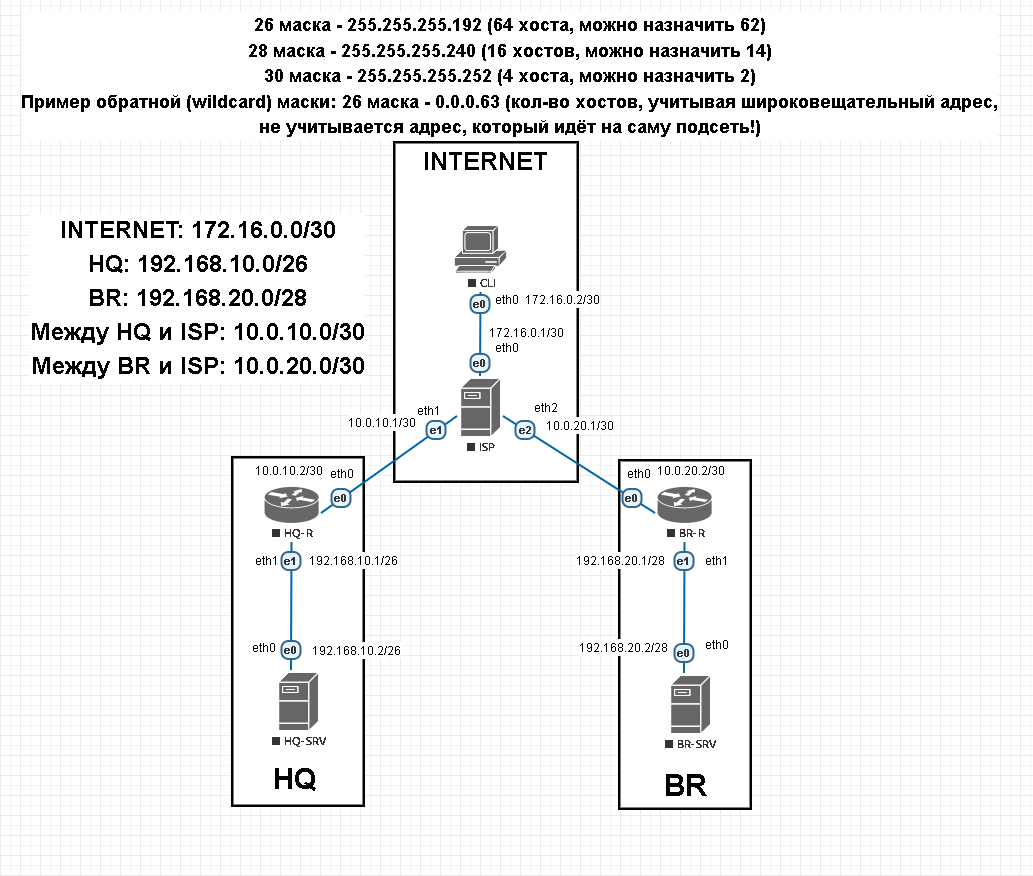 26 маска - 255.255.255.192 (64 хоста, можно назначить 62)
28 маска - 255.255.255.240 (16 хостов, можно назначить 14)
30 маска - 255.255.255.252 (4 хоста, можно назначить 2)
Пример обратной (wildcard) маски: 26 маска - 0.0.0.63 (кол-во хостов, учитывая широковещательный адрес,
не учитывается адрес, который идёт на саму подсеть!)
INTERNET
INTERNET: 172.16.0.0/30
HQ: 192.168.10.0/26
BR: 192.168.20.0/28
Между HQ и ISP: 10.0.10.0/30
Между BR и ISP: 10.0.20.0/30
CLI
e0 eth0 172.16.0.2/30
172.16.0.1/30
eth0
e0
eth1
10.0.10.1/30
e1
eth2
10.0.20.1/30
e2
ISP
10.0.10.2/30 eth0
e0
HQ-R
eth1 e1 192.168.10.1/26
eth0 e0 192.168.10.2/26
HQ-SRV
HQ
eth0 10.0.20.2/30
e0
BR-R
192.168.20.1/28 e1 eth1
192.168.20.2/28 e0 eth0
BR-SRV
BR